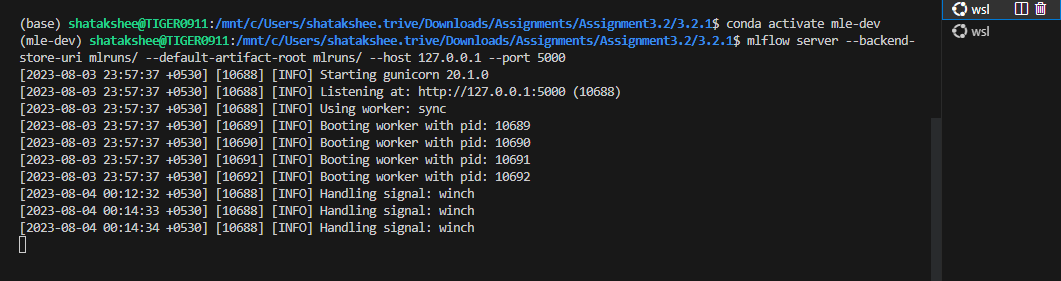 (base) shatakshee@TIGER0911:/mnt/c/Users/shatakshee.trive/Downloads/Assignments/Assignment3.2/3.2.1$ conda activate mle-dev
(mle-dev) shatakshee@TIGER0911:/mnt/c/Users/shatakshee.trive/Downloads/Assignments/Assignment3.2/3.2.1$ mlflow server --backend-
store-uri mlruns/ --default-artifact-root mlruns/ --host 127.0.0.1 --port 5000
[2023-08-03 23:57:37 +0530] [10688] [INFO] Starting gunicorn 20.1.0
[2023-08-03 23:57:37 +0530] [10688] [INFO] Listening at: http://127.0.0.1:5000 (10688)
[2023-08-03 23:57:37 +0530] [10688] [INFO] Using worker: sync
[2023-08-03 23:57:37 +0530] [10689] [INFO] Booting worker with pid: 10689
[2023-08-03 23:57:37 +0530] [10690] [INFO] Booting worker with pid: 10690
[2023-08-03 23:57:37 +0530] [10691] [INFO] Booting worker with pid: 10691
[2023-08-03 23:57:37 +0530] [10692] [INFO] Booting worker with pid: 10692
[2023-08-04 00:12:32 +0530] [10688] [INFO] Handling signal: winch
[2023-08-04 00:14:33 +0530] [10688] [INFO] Handling signal: winch
[2023-08-04 00:14:34 +0530] [10688] [INFO] Handling signal: winch
wsl
wsl